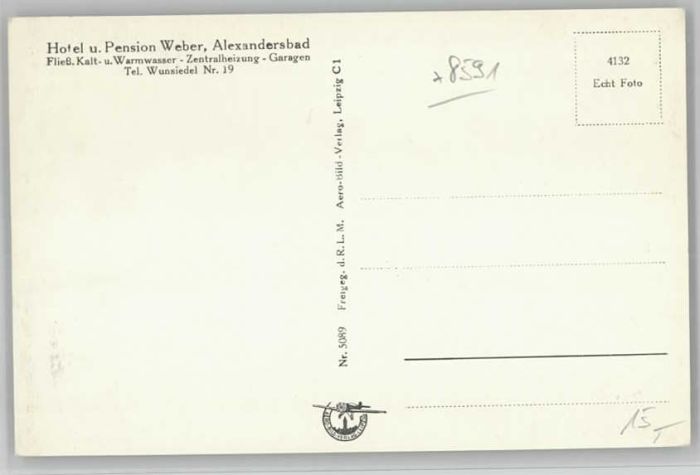 Hotel u. Pension Weber, Alexandersbad
Fließ. Kalt- u. Warmwasser - Zentralheizung - Garagen
Tel. Wunsiedel Nr. 19
Nr. 5089 Freigeg. d. R. L. M. Aero-Bild-Verlag, Leipzig C 1
8591
4132
Echt Foto
15